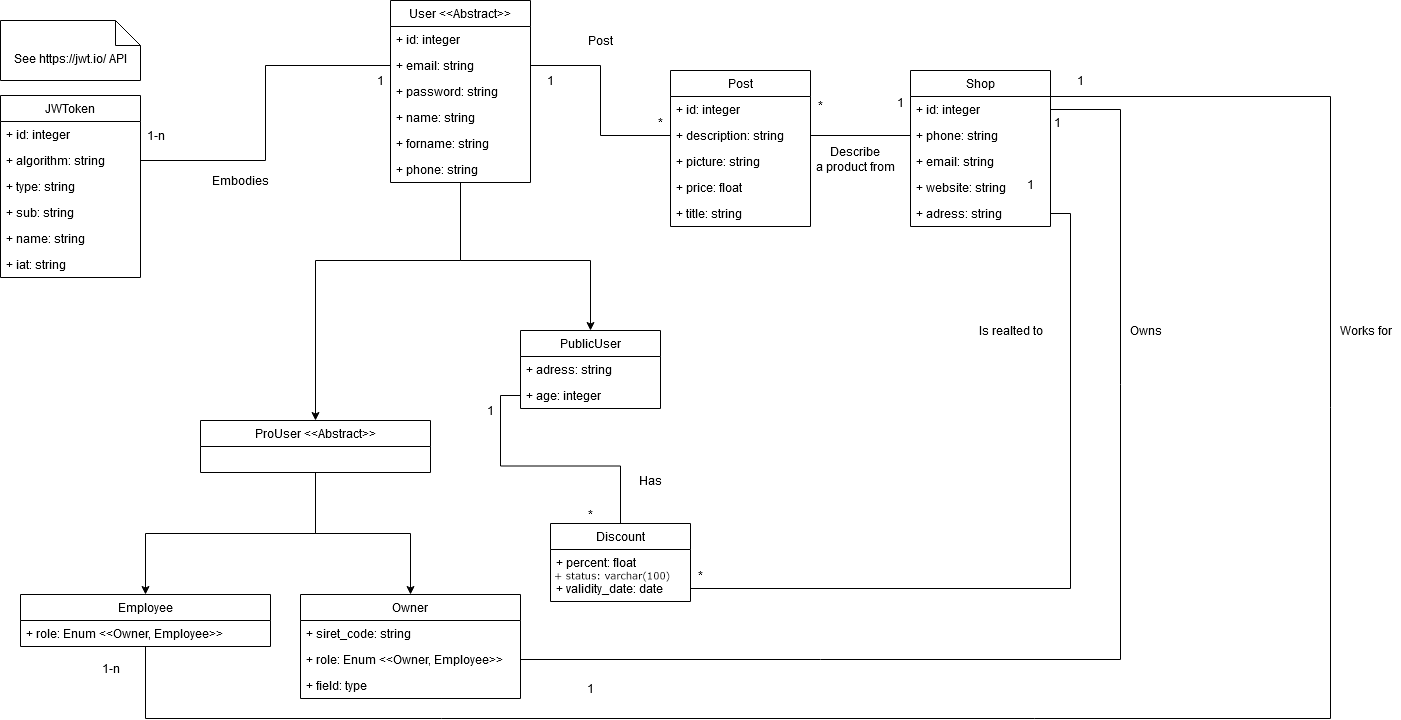 User <<Abstract>>
+ id: integer
+ email: string
+ password: string
+ name: string
+ forname: string
+ phone: string
See https://jwt.io/ API
JWToken
+ id: integer
+ algorithm: string
+ type: string
+ sub: string
+ name: string
+ iat: string
1-n
Embodies
1
1
Post
*
Post
+ id: integer
+ description: string
+ picture: string
+ price: float
+ title: string
*
1
Describe
a product from
Shop
+ id: integer
+ phone: string
+ email: string
+ website: string
+ adress: string
1
1
1
Is realted to
Owns
Works for
PublicUser
+ adress: string
+ age: integer
1
Has
*
ProUser <<Abstract>>
Discount
+ percent: float
+ status: varchar(100)
+ validity_date: date
*
Employee
+ role: Enum <<Owner, Employee>>
1-n
Owner
+ siret_code: string
+ role: Enum <<Owner, Employee>>
+ field: type
1